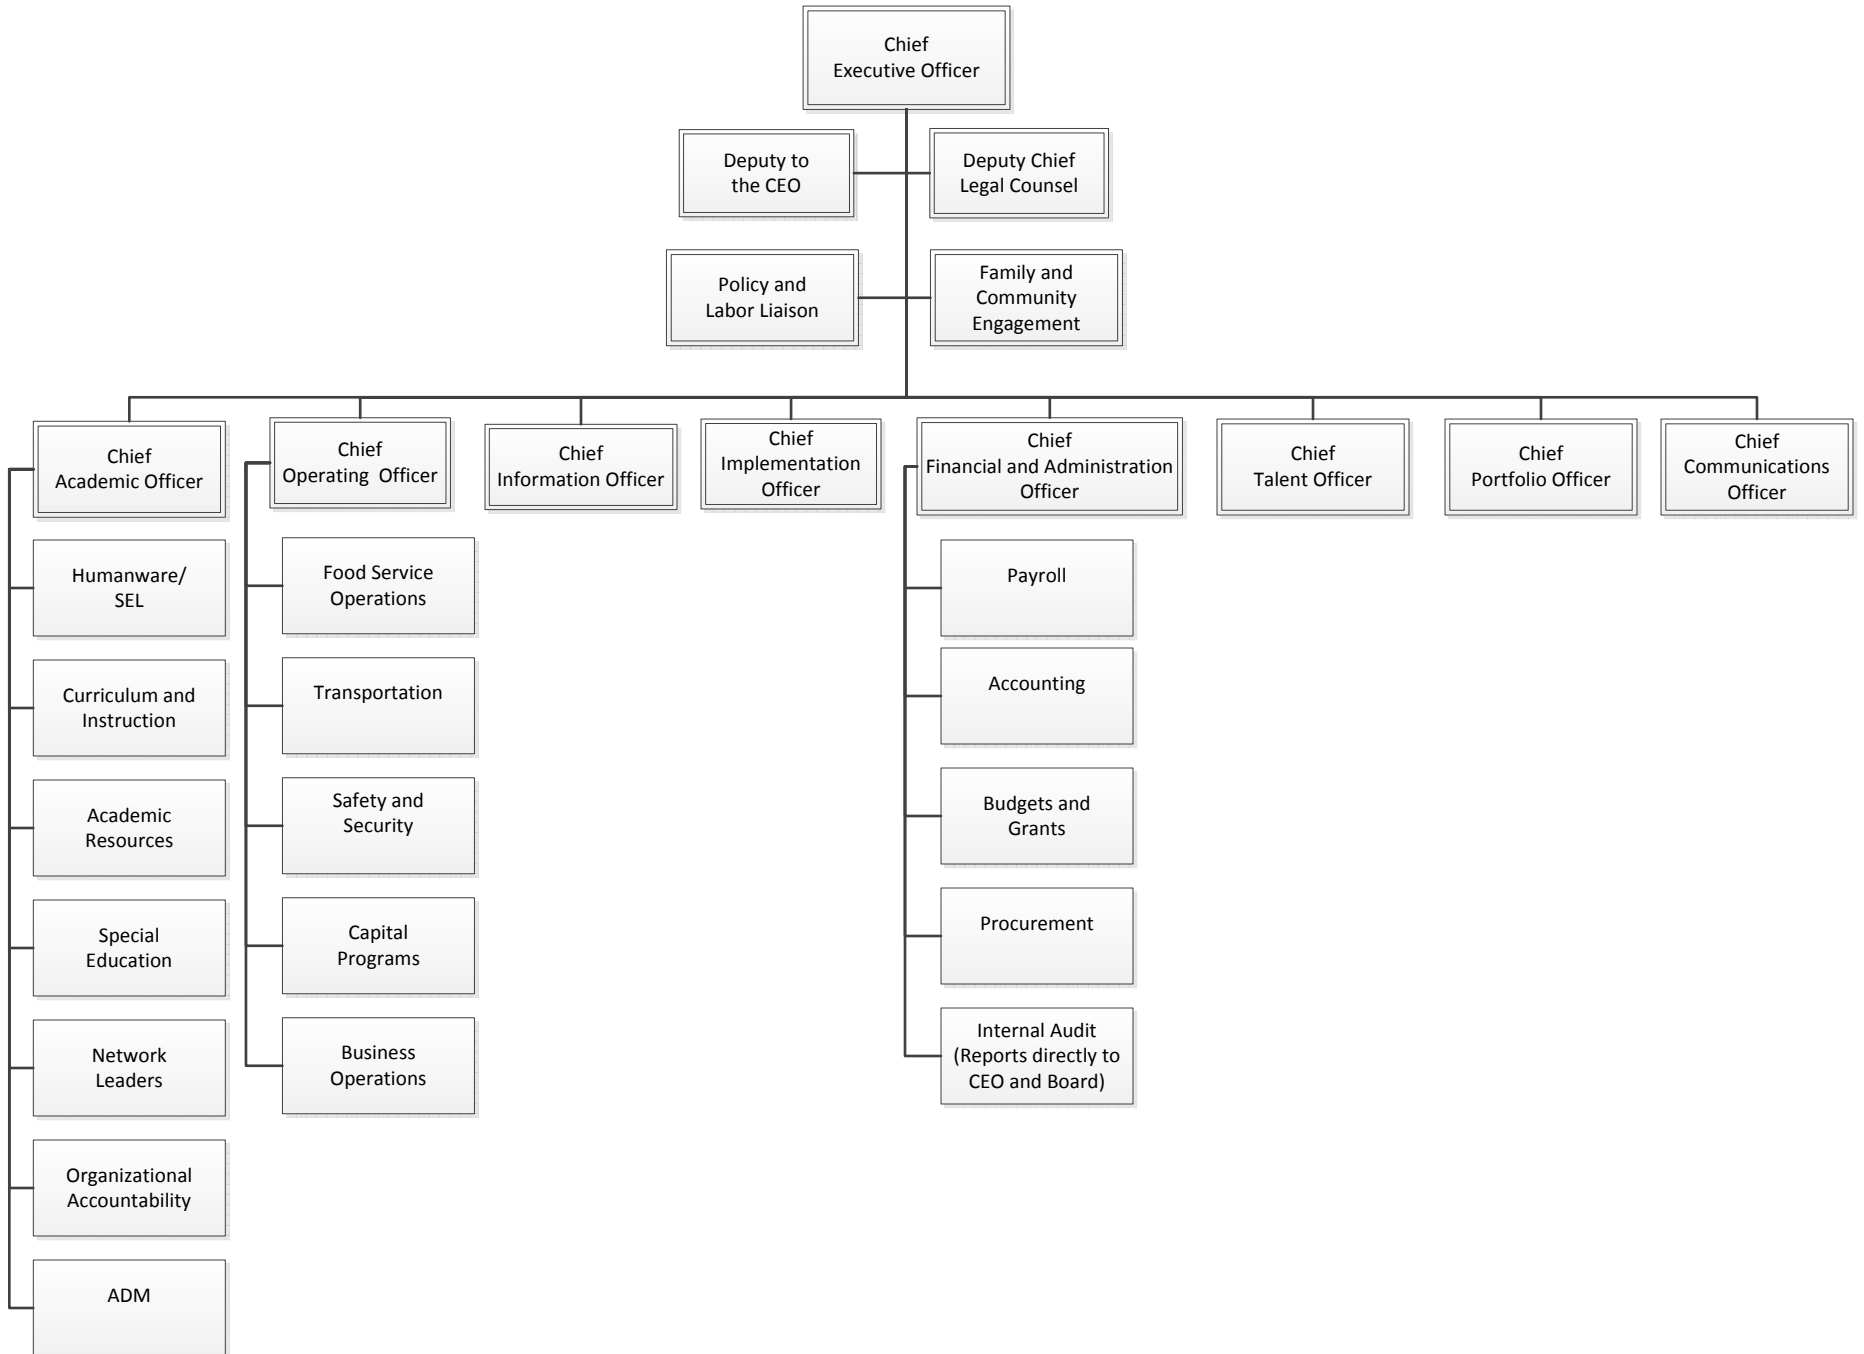 Chief
Executive Officer
Deputy to
the CEO
Deputy Chief
Legal Counsel
Policy and
Labor Liaison
Family and
Community
Engagement
Chief
Academic Officer
Chief
Operating  Officer
Chief
Information Officer
Chief
Implementation
Officer
Chief
Financial and Administration
Officer
Chief
Talent Officer
Chief
Portfolio Officer
Chief
Communications
Officer
Humanware/
SEL
Curriculum and
Instruction
Academic
Resources
Special
Education
Network
Leaders
Organizational
Accountability
ADM
Food Service
Operations
Transportation
Safety and
Security
Capital
Programs
Business
Operations
Payroll
Accounting
Budgets and
Grants
Procurement
Internal Audit
(Reports directly to
CEO and Board)